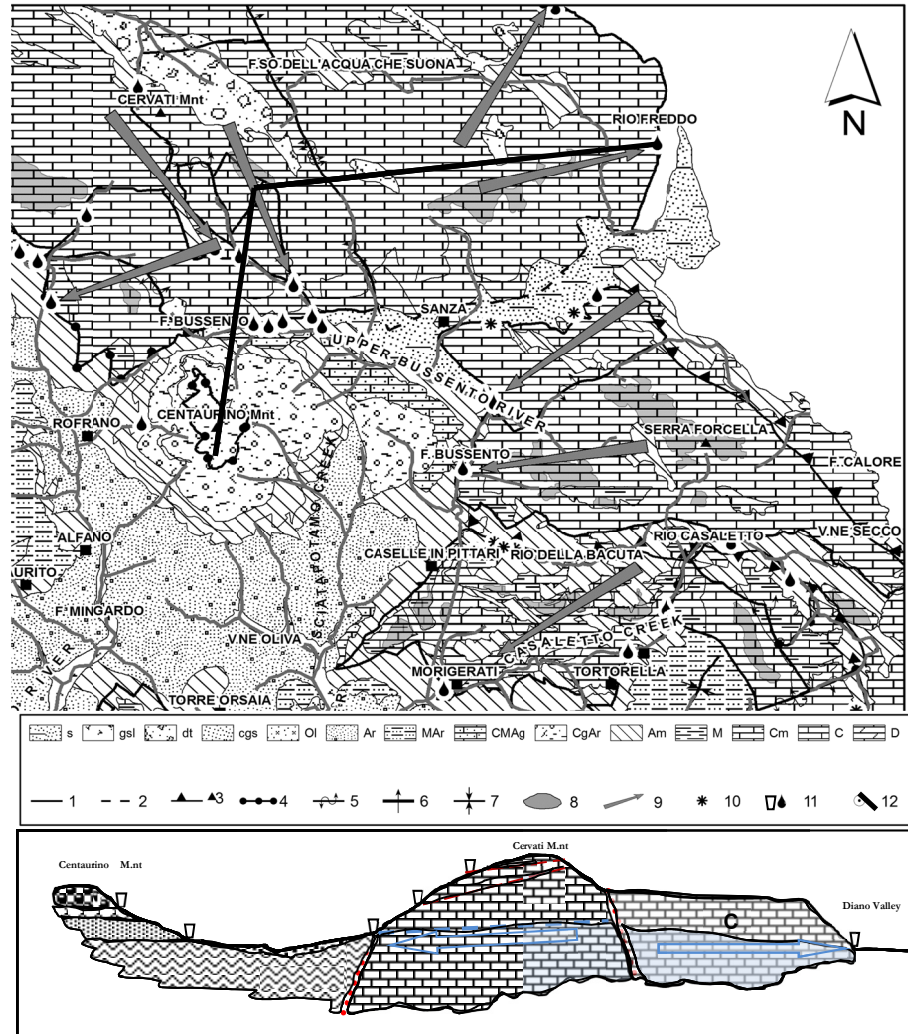 F.SO DELL'ACQUA CHE SUONA
CERVATI Mnt
N
RIO FREDDO
SANZA
F. BUSSENTO
UPPER BUSSENTO RIVER
CENTAURINO Mnt
ROFRANO
SERRA FORCELLA
F. BUSSENTO
F. CALORE
SCIATAPOTAMO CREEK
ALFANO
V.NE SECCO
RIO CASALETTO
CASELLE IN PITTARI
RIO DELLA BACUTA
URITO
F. MINGARDO
V.NE OLIVA
CASALETTO CREEK
O RIVER
MORIGERATI
TORTORELLA
TORRE ORSAIA
s gsl dt cgs Ol Ar MAr CMAg CgAr Am M Cm C D
1 2 3 4 5 6 7 8 9 10 11 12
Cervati M.nt
Centaurino M.nt
Diano Valley
C